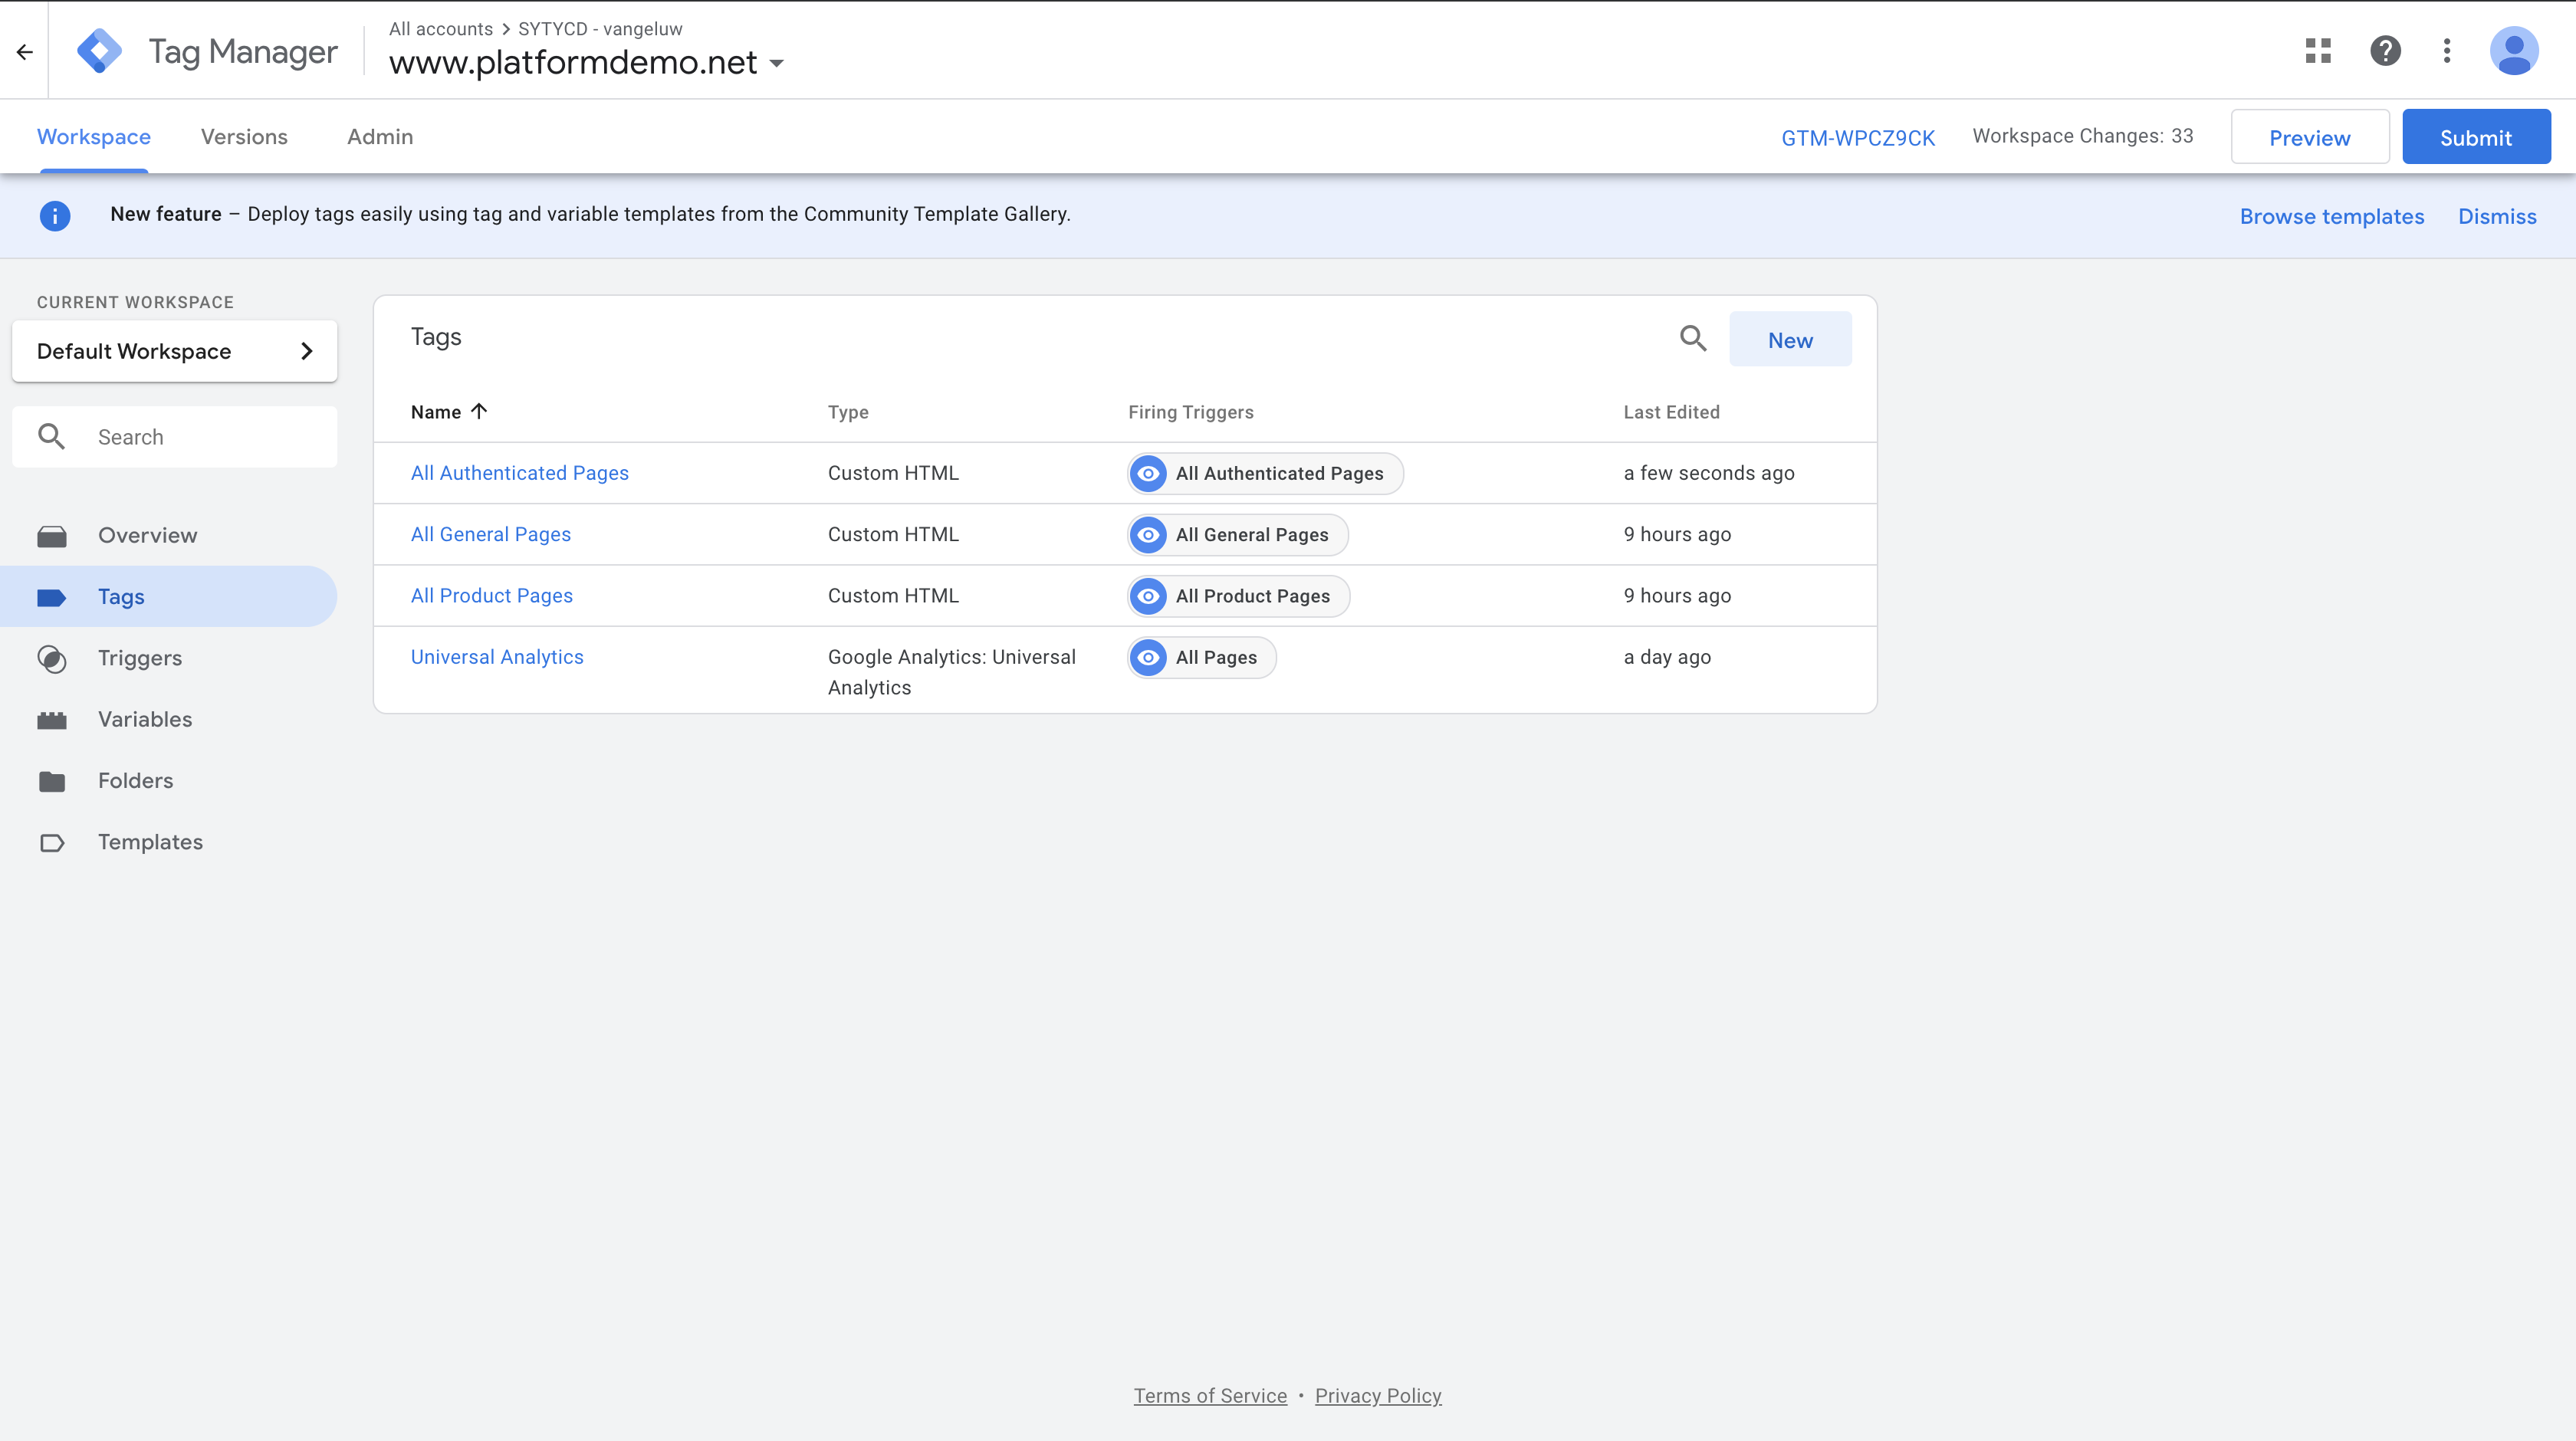 Tag Manager
All accounts > SYTYCD - vangeluw
www.platformdemo.net
Workspace
Versions
Admin
GTM-WPCZ9CK
Workspace Changes: 33
Preview
Submit
New feature – Deploy tags easily using tag and variable templates from the Community Template Gallery.
Browse templates
Dismiss
CURRENT WORKSPACE
Default Workspace
Search
Overview
Tags
Triggers
Variables
Folders
Templates
Tags
New
Name Type Firing Triggers Last Edited
All Authenticated Pages Custom HTML All Authenticated Pages a few seconds ago
All General Pages Custom HTML All General Pages 9 hours ago
All Product Pages Custom HTML All Product Pages 9 hours ago
Universal Analytics Google Analytics: Universal All Pages a day ago
Analytics
Terms of Service • Privacy Policy